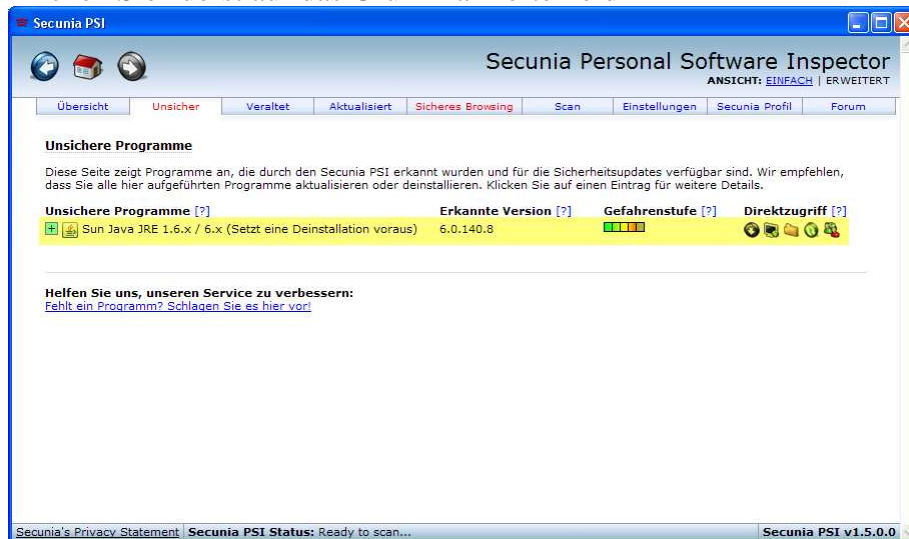 Secunia PSI
Secunia Personal Software Inspector
ANSICHT: EINFACH | ERWEITERT
Übersicht Unsicher Veraltet Aktualisiert Sicheres Browsing Scan Einstellungen Secunia Profil Forum
Unsichere Programme
Diese Seite zeigt Programme an, die durch den Secunia PSI erkannt wurden und für die Sicherheitsupdates verfügbar sind. Wir empfehlen,
dass Sie alle hier aufgeführten Programme aktualisieren oder deinstallieren. Klicken Sie auf einen Eintrag für weitere Details.
Unsichere Programme [?] Erkannte Version [?] Gefahrenstufe [?] Direktzugriff [?]
Sun Java JRE 1.6.x / 6.x (Setzt eine Deinstallation voraus) 6.0.140.8
Helfen Sie uns, unseren Service zu verbessern:
Fehlt ein Programm? Schlagen Sie es hier vor!
Secunia's Privacy Statement Secunia PSI Status: Ready to scan... Secunia PSI v1.5.0.0